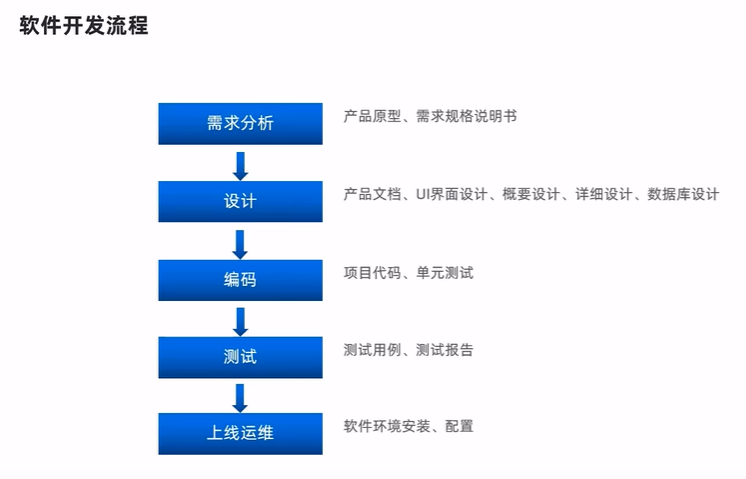 软件开发流程
需求分析
产品原型、需求规格说明书
设计
产品文档、UI界面设计、概要设计、详细设计、数据库设计
编码
项目代码、单元测试
测试
测试用例、测试报告
上线运维
软件环境安装、配置